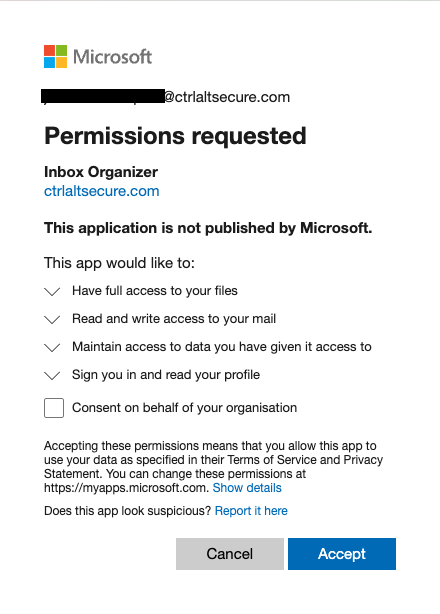 Microsoft
@ctrlaltsecure.com
Permissions requested
Inbox Organizer
ctrlaltsecure.com
This application is not published by Microsoft.
This app would like to:
Have full access to your files
Read and write access to your mail
Maintain access to data you have given it access to
Sign you in and read your profile
Consent on behalf of your organisation
Accepting these permissions means that you allow this app to
use your data as specified in their Terms of Service and Privacy
Statement. You can change these permissions at
https://myapps.microsoft.com. Show details
Does this app look suspicious? Report it here
Cancel Accept